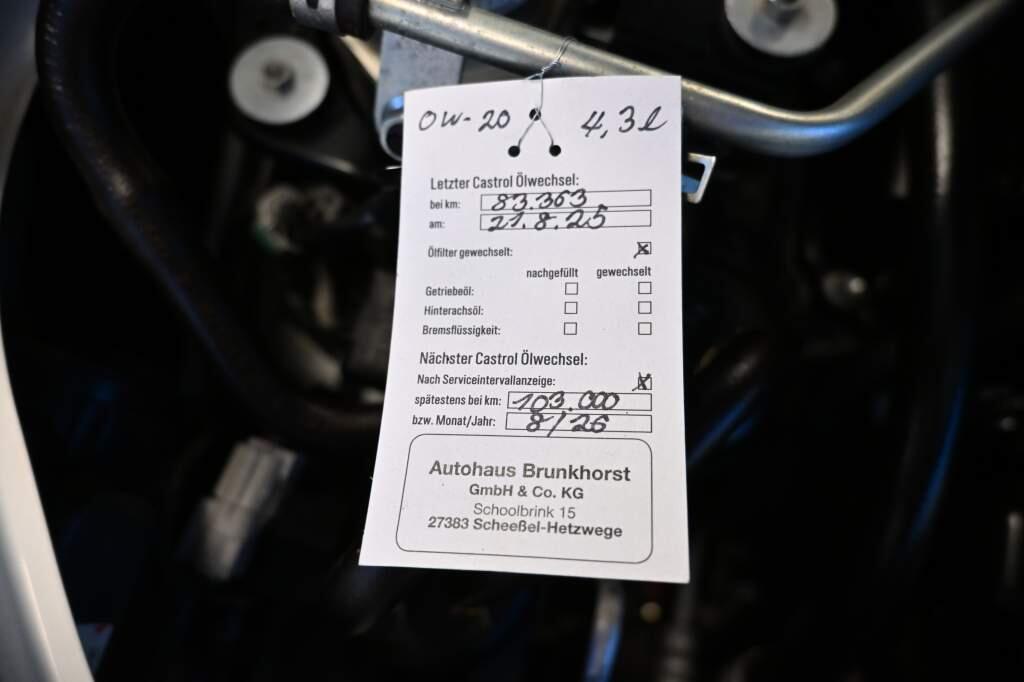 OW-20 4,3l
Letzter Castrol Ölwechsel:
bei km: 83.363
am: 21.8.25
Ölfilter gewechselt: X
nachgefüllt gewechselt
Getriebeöl:
Hinterachsöl:
Bremsflüssigkeit:
Nächster Castrol Ölwechsel:
Nach Serviceintervallanzeige: X
spätestens bei km: 103.000
bzw. Monat/Jahr: 8/26
Autohaus Brunkhorst
GmbH & Co. KG
Schoolbrink 15
27383 Scheeßel-Hetzwege